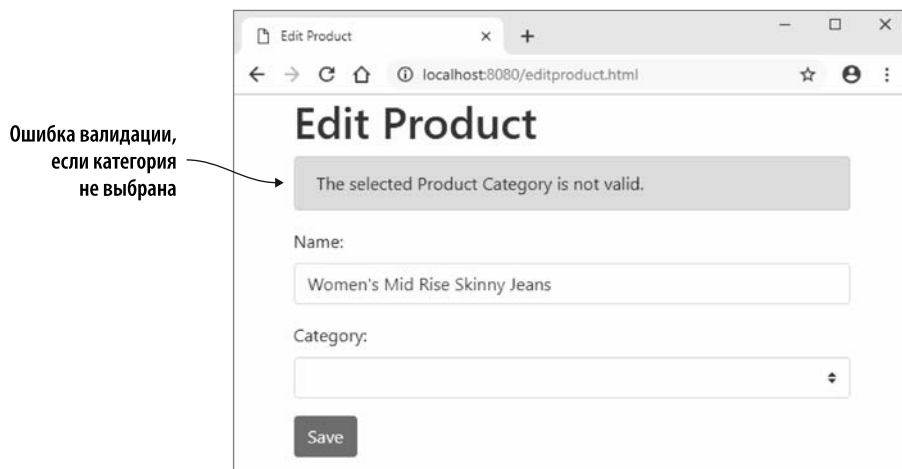 Edit Product
localhost:8080/editproduct.html
Edit Product
Ошибка валидации,
если категория
не выбрана
The selected Product Category is not valid.
Name:
Women's Mid Rise Skinny Jeans
Category:
Save